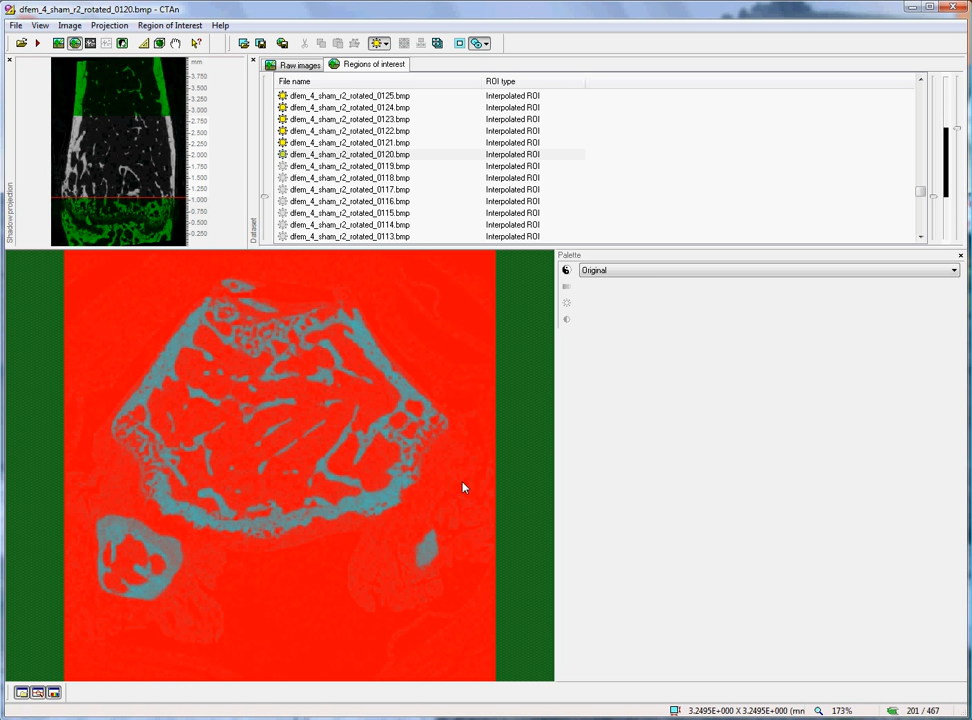 dfem_4_sham_r2_rotated_0120.bmp - CTAn
File View Image Projection Region of Interest Help
Shadow projection
mm
3.750
3.500
3.250
3.000
2.750
2.500
2.250
2.000
1.750
1.500
1.250
1.000
0.750
0.500
0.250
Dataset
Raw images Regions of interest
File name ROI type
dfem_4_sham_r2_rotated_0125.bmp Interpolated ROI
dfem_4_sham_r2_rotated_0124.bmp Interpolated ROI
dfem_4_sham_r2_rotated_0123.bmp Interpolated ROI
dfem_4_sham_r2_rotated_0122.bmp Interpolated ROI
dfem_4_sham_r2_rotated_0121.bmp Interpolated ROI
dfem_4_sham_r2_rotated_0120.bmp Interpolated ROI
dfem_4_sham_r2_rotated_0119.bmp Interpolated ROI
dfem_4_sham_r2_rotated_0118.bmp Interpolated ROI
dfem_4_sham_r2_rotated_0117.bmp Interpolated ROI
dfem_4_sham_r2_rotated_0116.bmp Interpolated ROI
dfem_4_sham_r2_rotated_0115.bmp Interpolated ROI
dfem_4_sham_r2_rotated_0114.bmp Interpolated ROI
dfem_4_sham_r2_rotated_0113.bmp Interpolated ROI
Palette
Original
3.2495E+000 X 3.2495E+000 (mn 173% 201 / 467